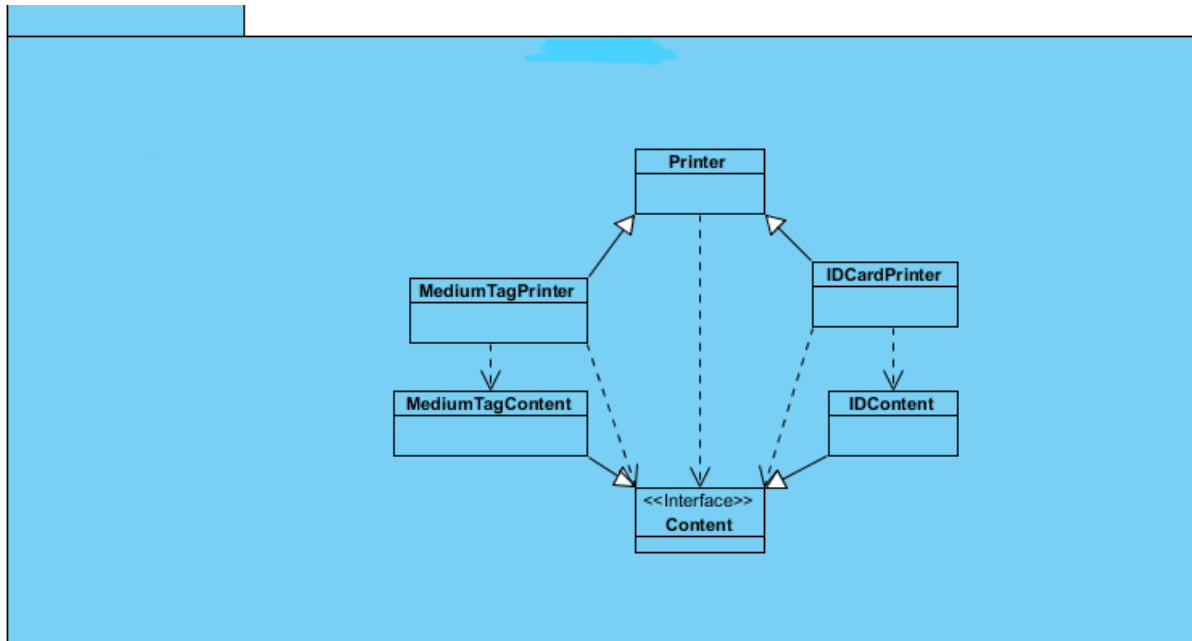 Printer
MediumTagPrinter
IDCardPrinter
MediumTagContent
IDContent
<<Interface>>
Content